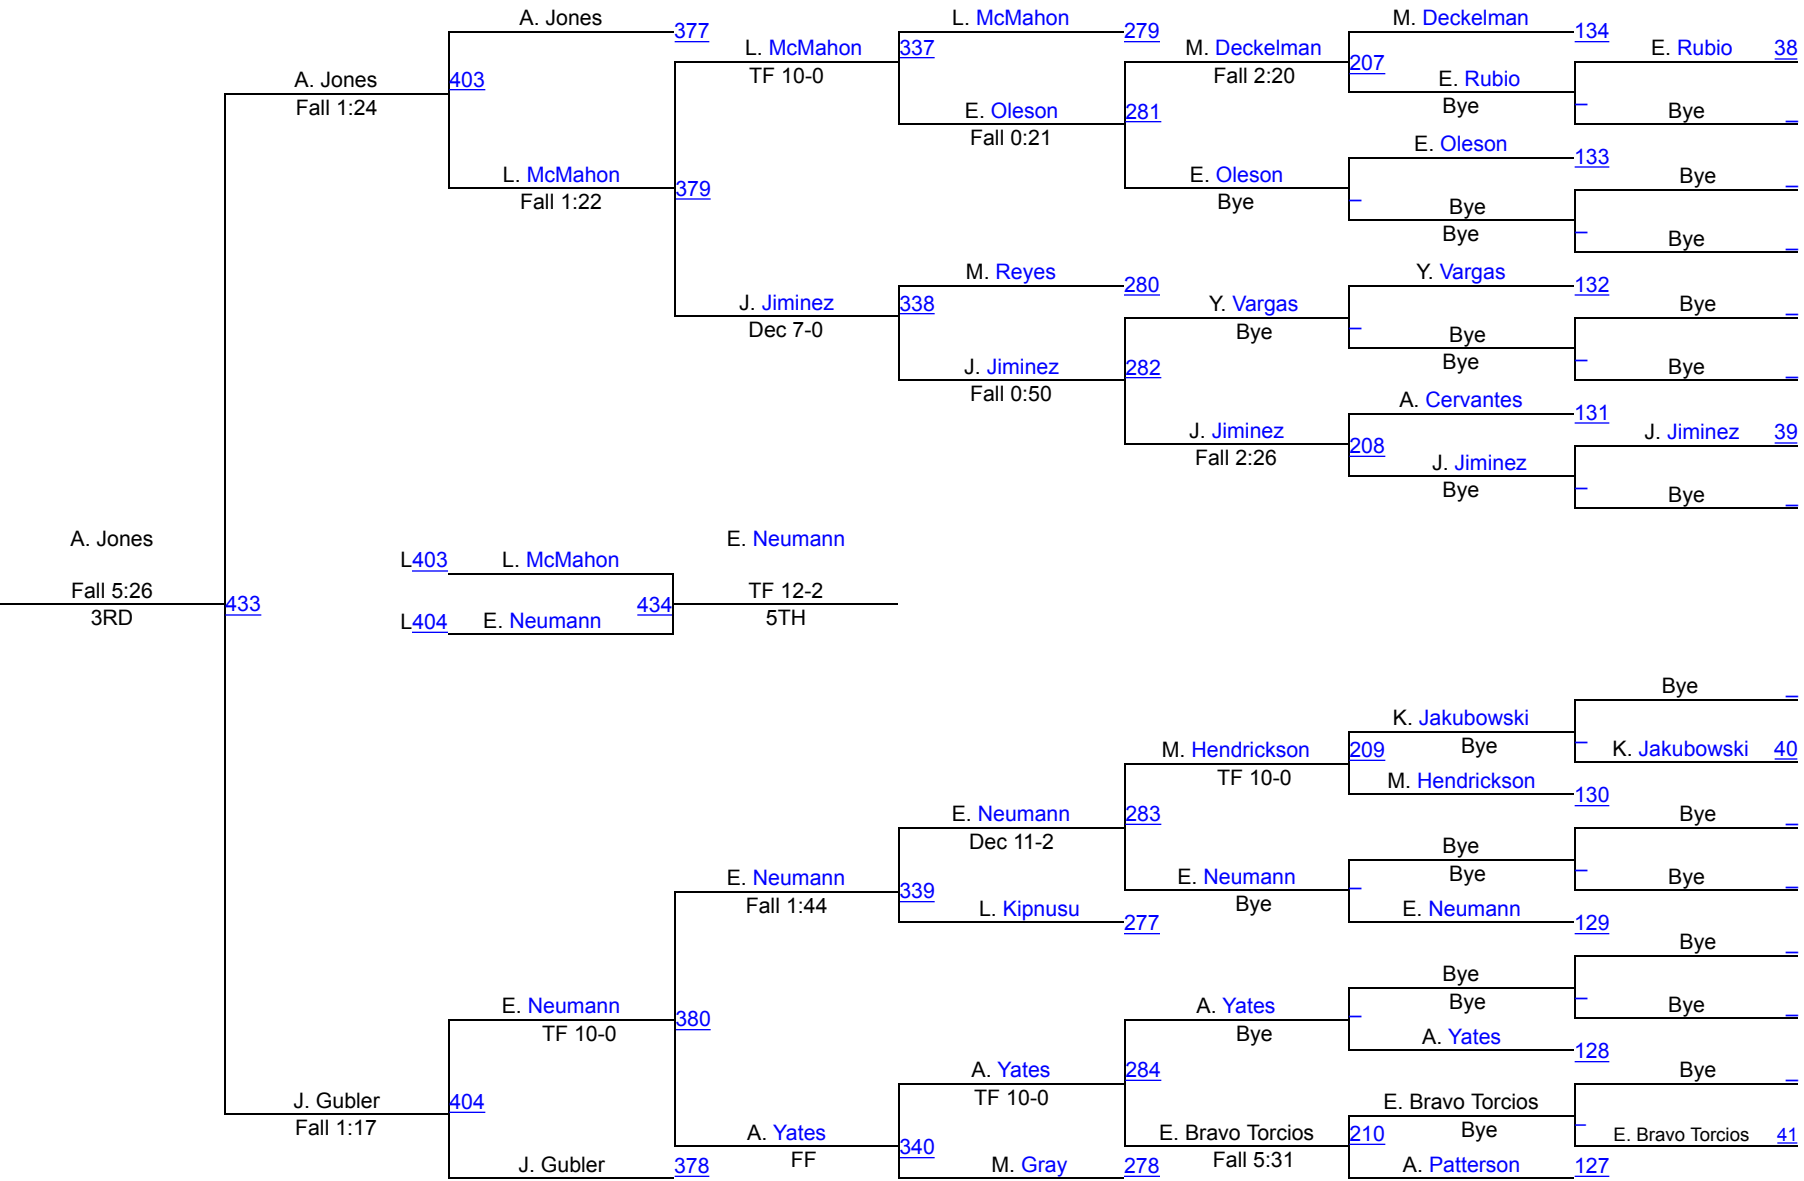 A. Jones
377
L. McMahon
279
M. Deckelman
134
E. Rubio 38
L. McMahon
337
M. Deckelman
207
TF 10-0
Fall 2:20
A. Jones
403
E. Rubio
Fall 1:24
Bye
–
Bye
–
E. Oleson
281
Fall 0:21
E. Oleson
133
L. McMahon
379
Fall 1:22
E. Oleson
Bye
–
Bye
Bye
Bye
–
–
Bye
–
M. Reyes
280
Y. Vargas
132
J. Jiminez
338
Dec 7-0
Y. Vargas
Bye
–
Bye
Bye
Bye
–
–
Bye
–
J. Jiminez
282
Fall 0:50
A. Cervantes
131
J. Jiminez 39
J. Jiminez
208
Fall 2:26
J. Jiminez
Bye
–
Bye
–
A. Jones
E. Neumann
L403 L. McMahon
Fall 5:26
433
434
TF 12-2
3RD
L404 E. Neumann
5TH
Bye
–
K. Jakubowski
Bye
–
K. Jakubowski 40
M. Hendrickson
209
TF 10-0
M. Hendrickson
130
E. Neumann
283
Dec 11-2
Bye
–
Bye
Bye
–
Bye
–
E. Neumann
339
Fall 1:44
E. Neumann
Bye
–
L. Kipnusu
277
E. Neumann
129
Bye
–
Bye
Bye
–
Bye
–
E. Neumann
380
TF 10-0
A. Yates
Bye
–
A. Yates
128
A. Yates
284
TF 10-0
Bye
–
J. Gubler
404
Fall 1:17
E. Bravo Torcios
Bye
–
E. Bravo Torcios 41
A. Yates
340
FF
E. Bravo Torcios
210
Fall 5:31
J. Gubler
378
M. Gray
278
A. Patterson
127